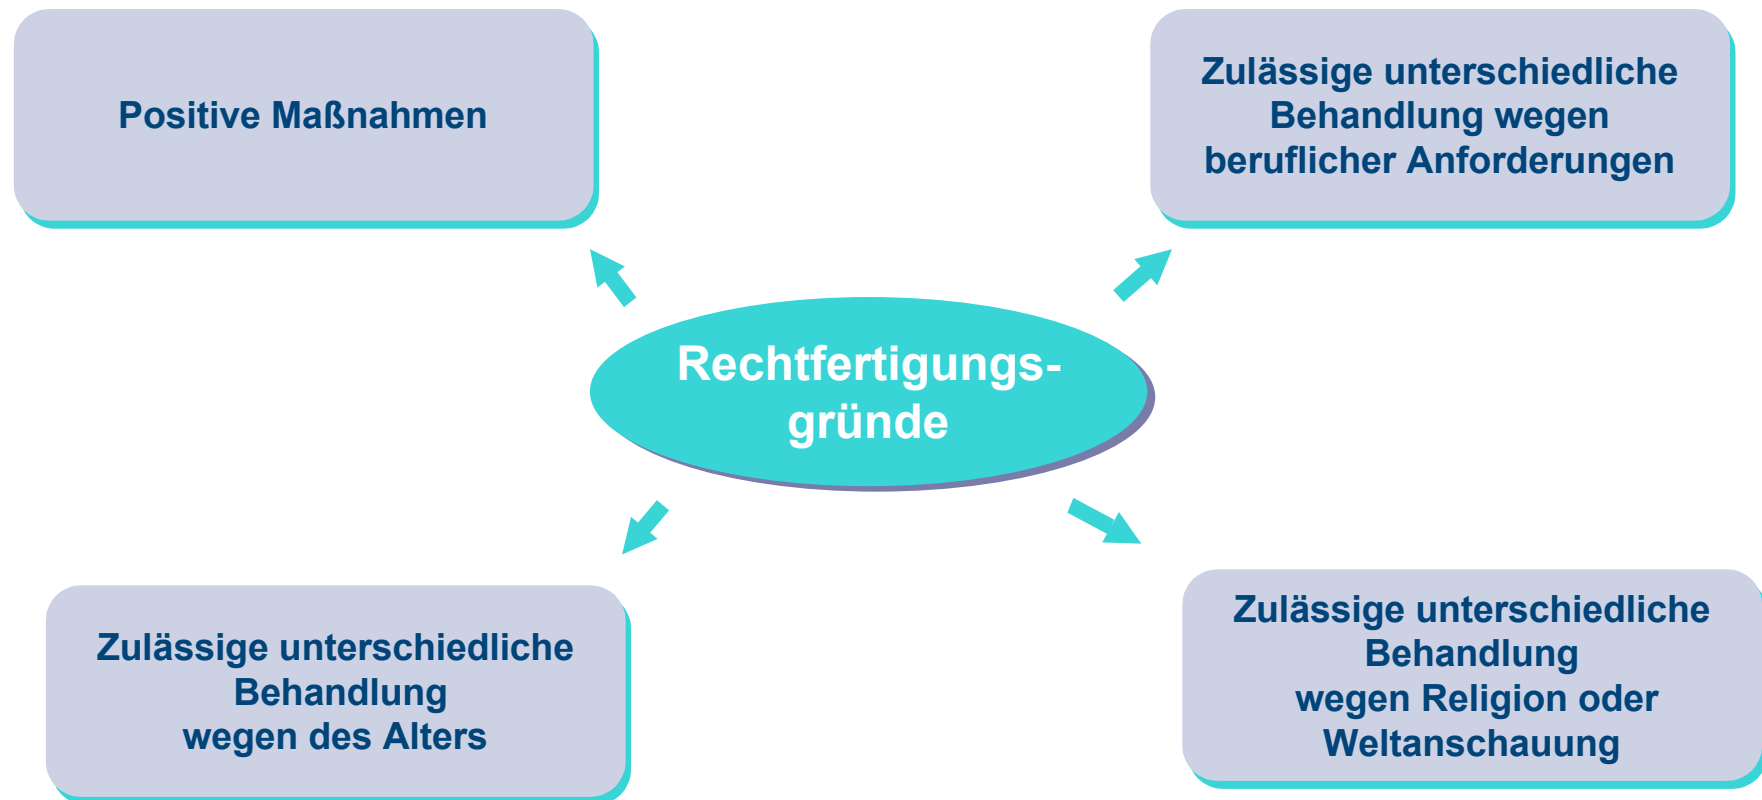 Positive Maßnahmen
Zulässige unterschiedliche
Behandlung wegen
beruflicher Anforderungen
Rechtfertigungs-
gründe
Zulässige unterschiedliche
Behandlung
wegen des Alters
Zulässige unterschiedliche
Behandlung
wegen Religion oder
Weltanschauung